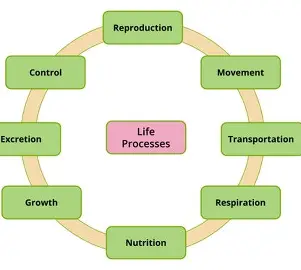 Reproduction
Control
Movement
Life
Processes
Excretion
Transportation
Growth
Respiration
Nutrition